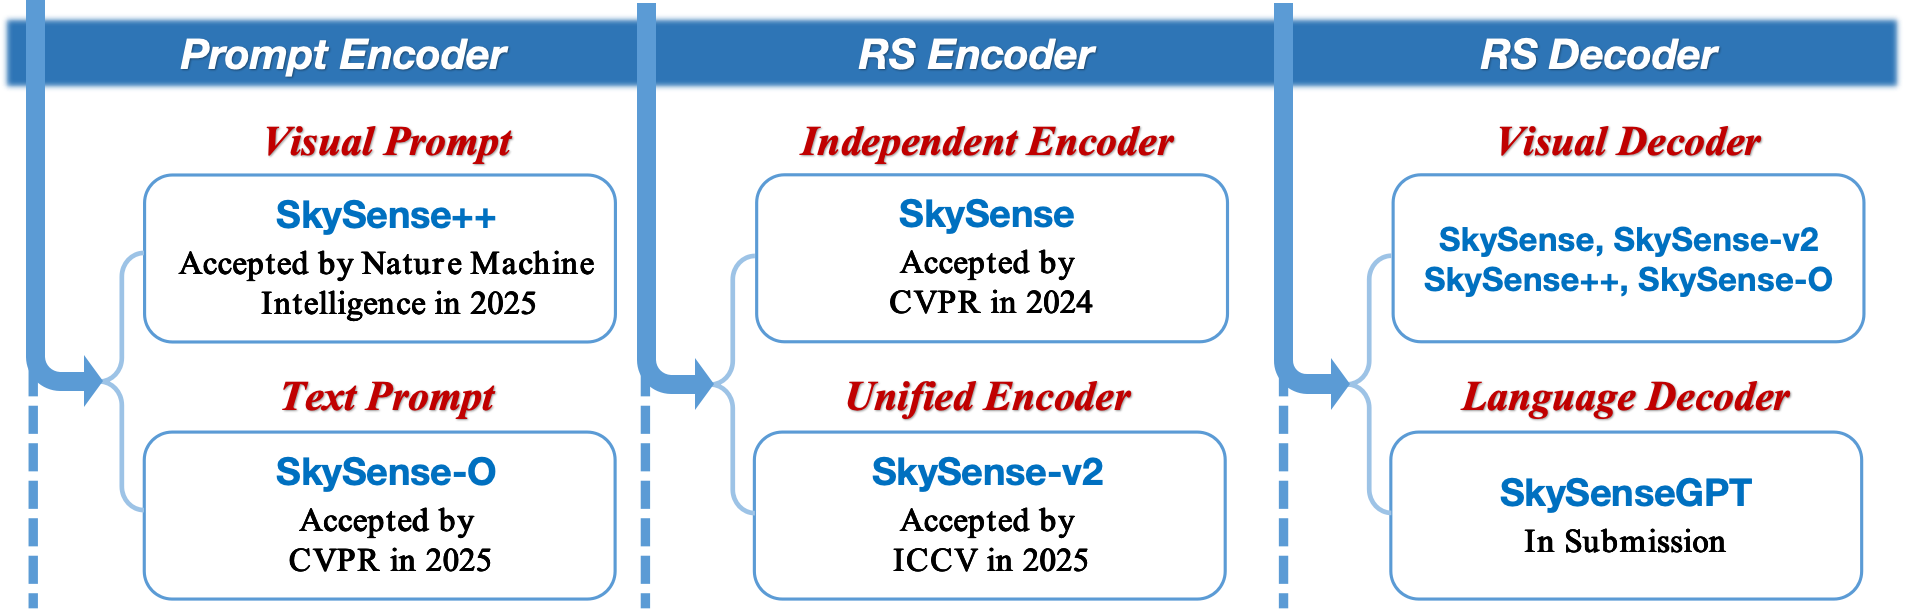 Prompt Encoder
RS Encoder
RS Decoder
Visual Prompt
SkySense++
Accepted by Nature Machine
Intelligence in 2025
Text Prompt
SkySense-O
Accepted by
CVPR in 2025
Independent Encoder
SkySense
Accepted by
CVPR in 2024
Unified Encoder
SkySense-v2
Accepted by
ICCV in 2025
Visual Decoder
SkySense, SkySense-v2
SkySense++, SkySense-O
Language Decoder
SkySenseGPT
In Submission